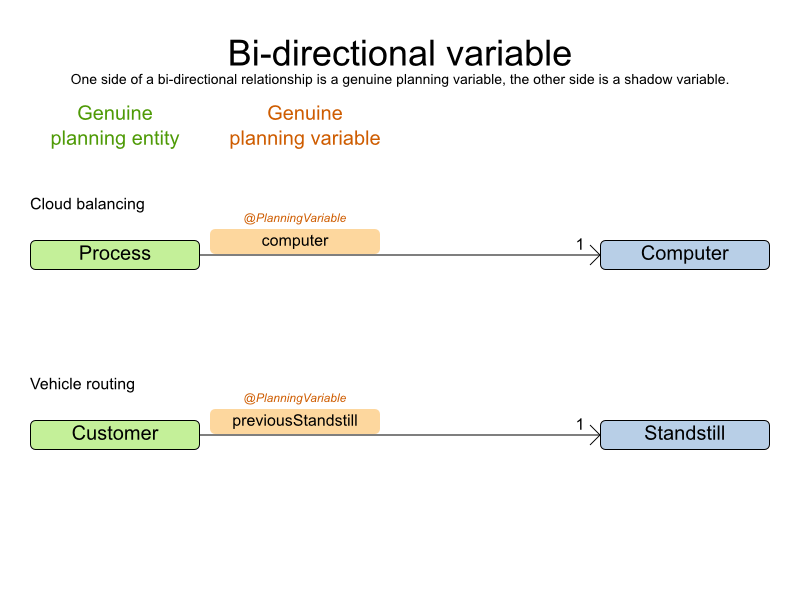 Bi-directional variable
One side of a bi-directional relationship is a genuine planning variable, the other side is a shadow variable.
Genuine
planning entity
Genuine
planning variable
Cloud balancing
@PlanningVariable
computer
1
Process
Computer
Vehicle routing
@PlanningVariable
previousStandstill
1
Customer
Standstill